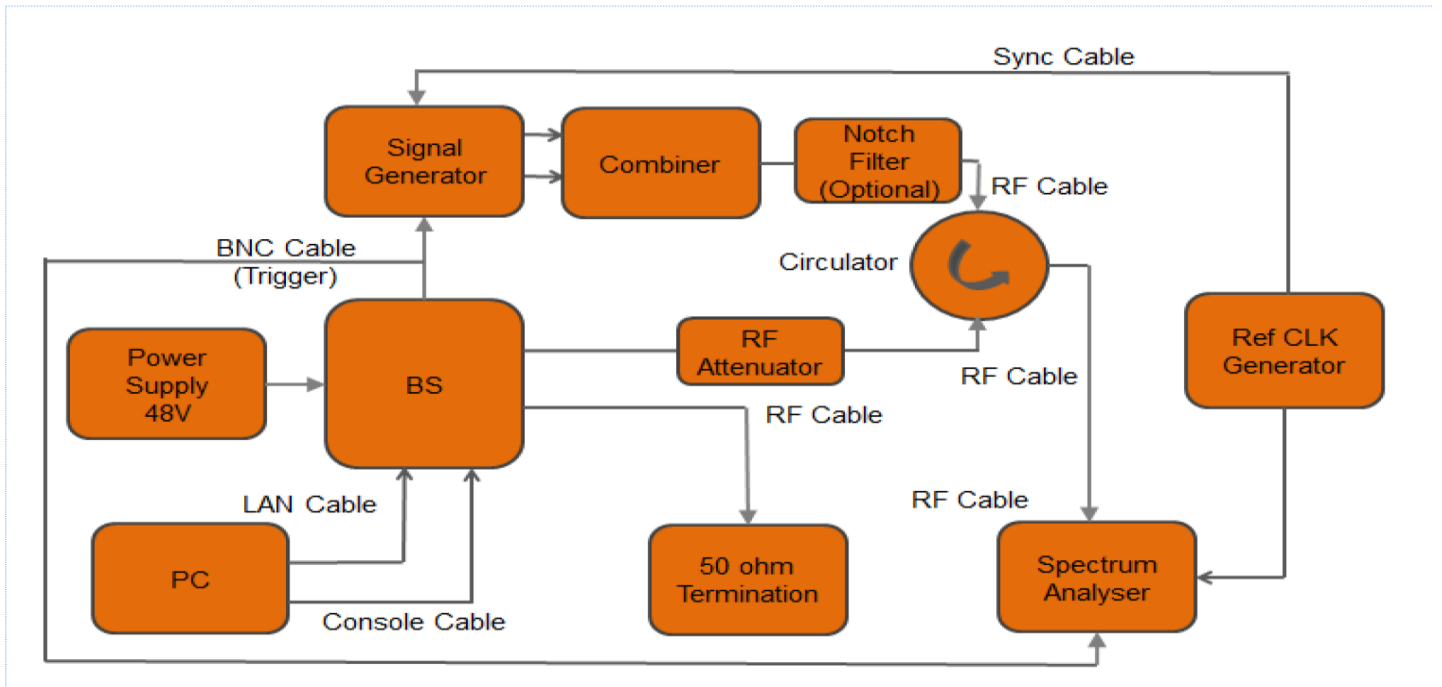 Sync Cable
Signal
Generator
Combiner
Notch
Filter
(Optional)
RF Cable
BNC Cable
(Trigger)
Circulator
Power
Supply
48V
BS
RF
Attenuator
RF Cable
Ref CLK
Generator
RF Cable
LAN Cable
RF Cable
PC
50 ohm
Termination
Spectrum
Analyser
Console Cable